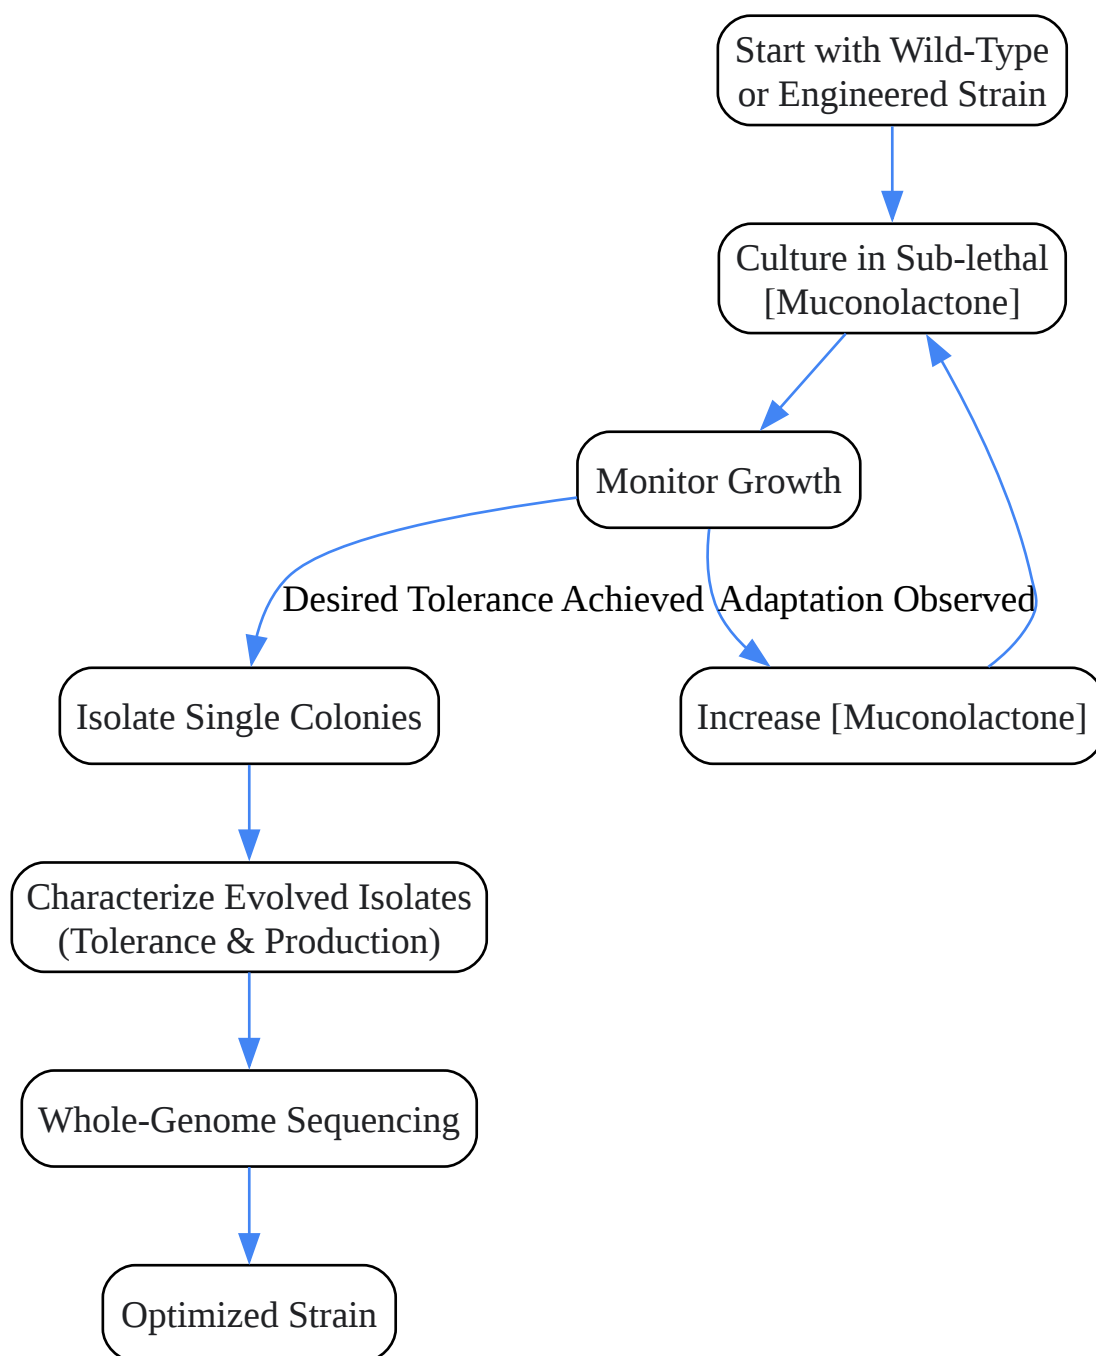 Start with Wild-Type
or Engineered Strain
Culture in Sub-lethal
[Muconolactone]
Monitor Growth
Desired Tolerance Achieved
Adaptation Observed
Isolate Single Colonies
Increase [Muconolactone]
Characterize Evolved Isolates
(Tolerance & Production)
Whole-Genome Sequencing
Optimized Strain